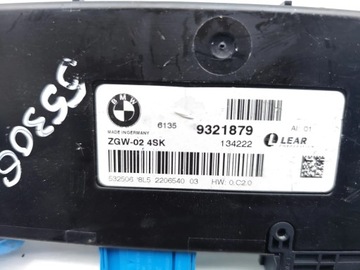 55306
BMW
6135 9321879 AI 01
MADE IN GERMANY
ZGW-02 4SK 134222 LEAR
532506 8L5 2206540 03 HW: 0.C2.0